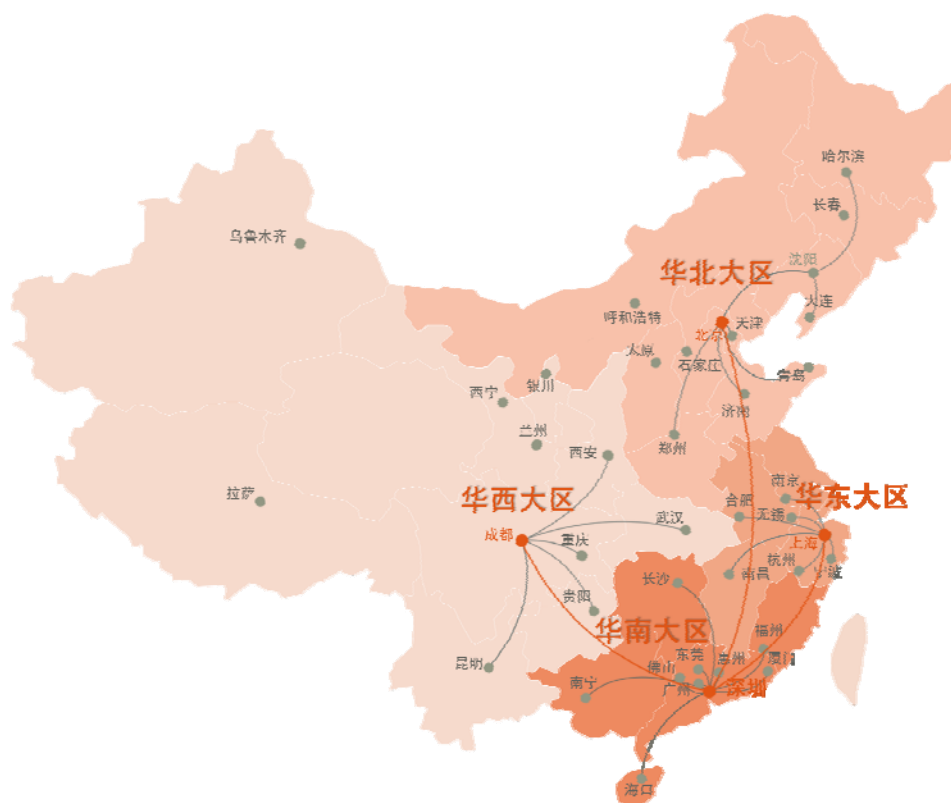 哈尔滨
长春
乌鲁木齐
沈阳
华北大区
大连
呼和浩特
北京
天津
太原
石家庄
青岛
银川
西宁
济南
兰州
郑州
西安
南京
拉萨
华西大区
华东大区
合肥
无锡
武汉
成都
上海
重庆
杭州
宁波
长沙
南昌
贵阳
华南大区
福州
东莞
惠州
厦门
昆明
佛山
南宁
广州
深圳
海口